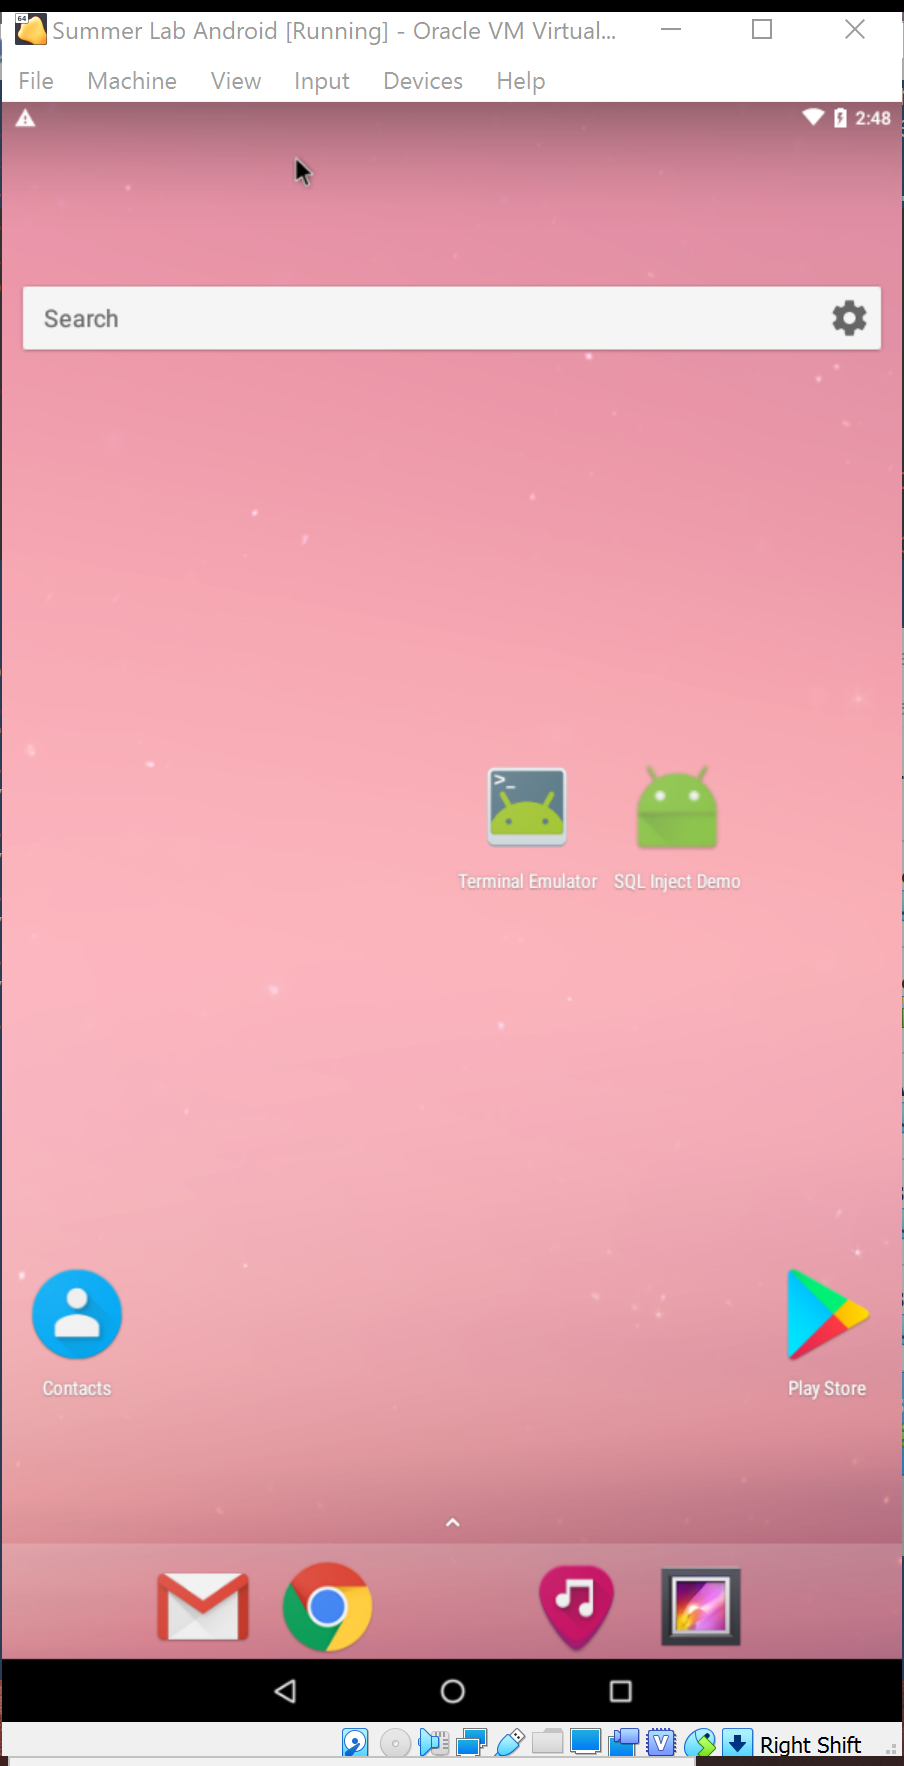 64
Summer Lab Android [Running] - Oracle VM Virtual...
File Machine View Input Devices Help
2:48
Search
>_
Terminal Emulator SQL Inject Demo
Contacts Play Store
V
Right Shift